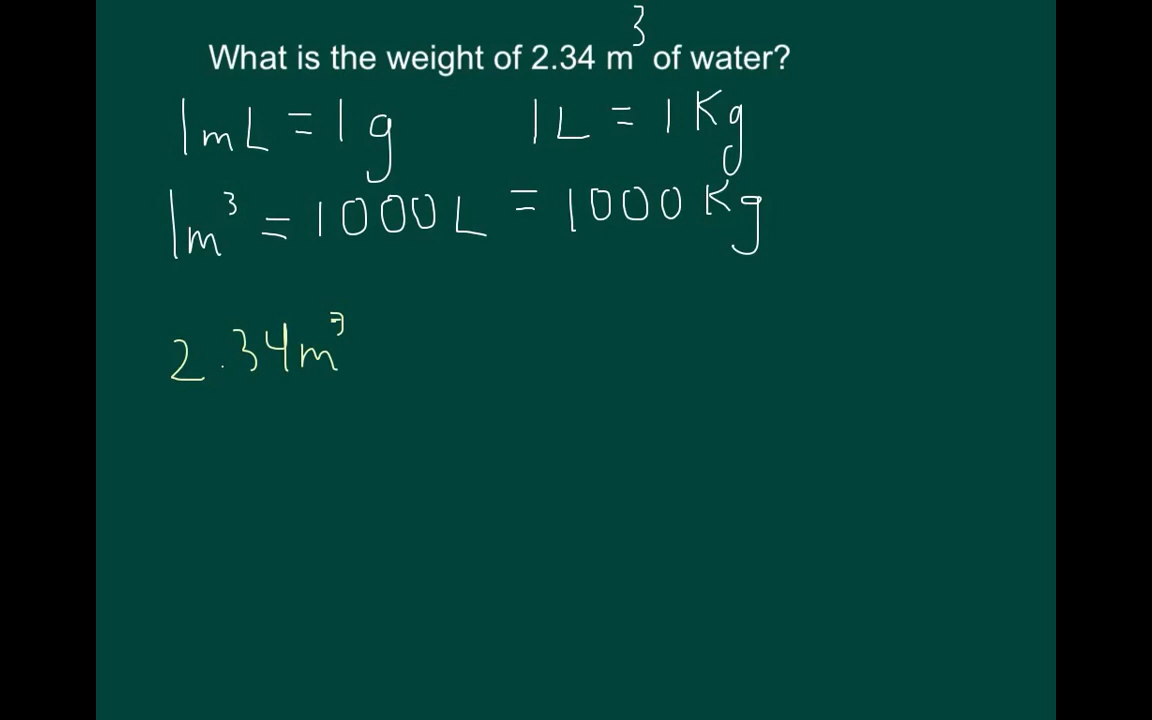 What is the weight of 2.34 m³ of water?
1mL = 1g 1L = 1Kg
1m³ = 1000L = 1000Kg
2.34m³